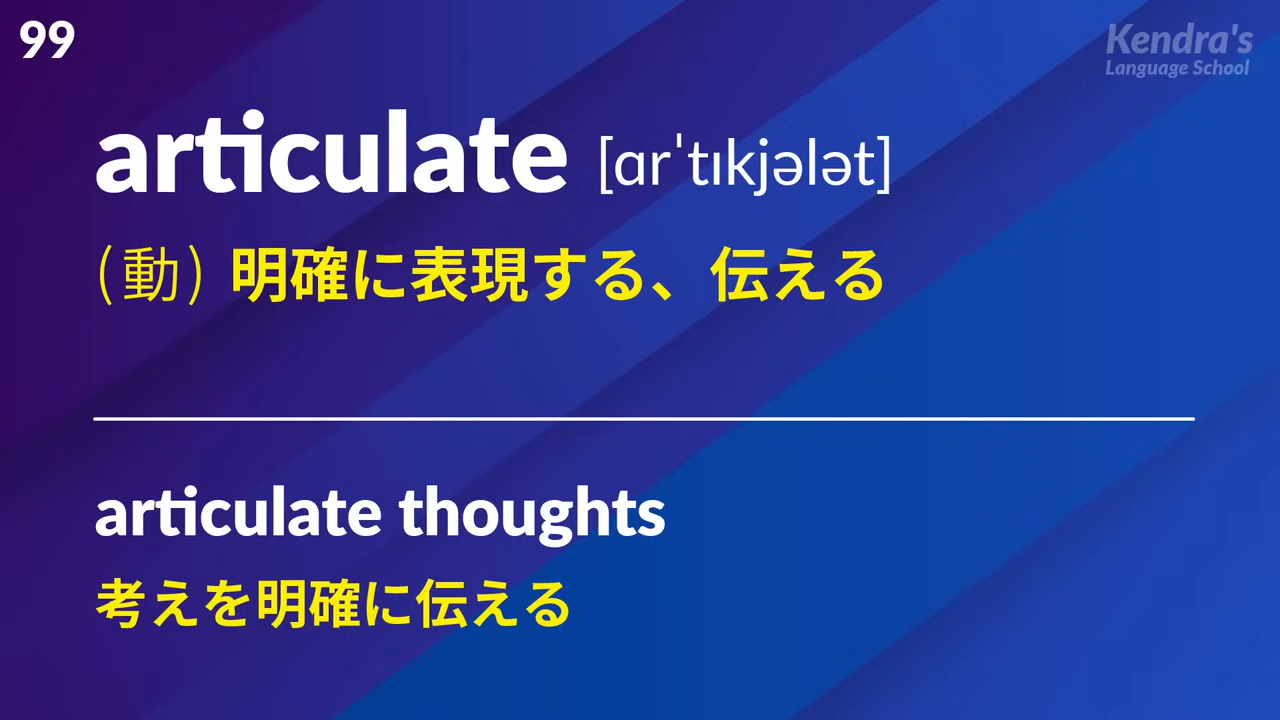 99
Kendra's
Language School
articulate [ɑrˈtɪkjələt]
（動）明確に表現する、伝える
articulate thoughts
考えを明確に伝える